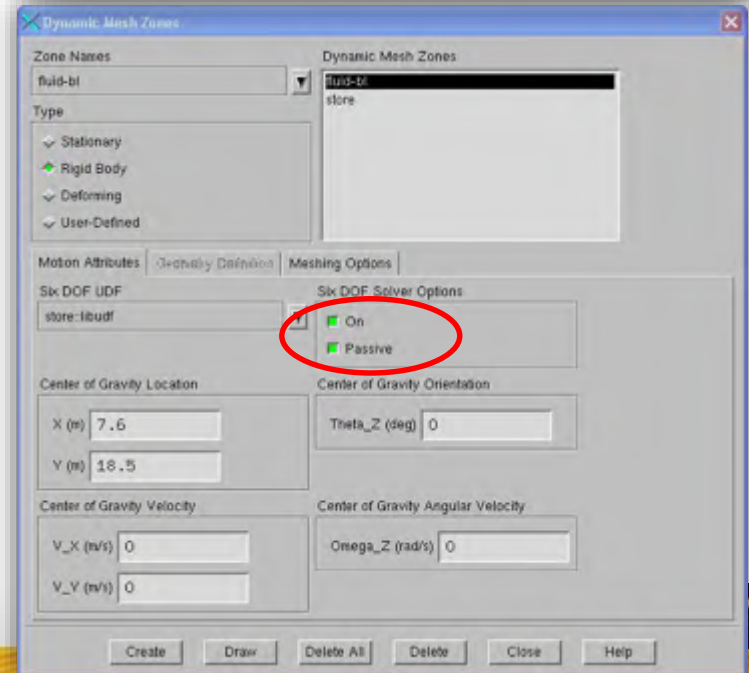 Dynamic Mesh Zones
Zone Names
fluid-bl
Dynamic Mesh Zones
fluid-bl
store
Type
Stationary
Rigid Body
Deforming
User-Defined
Motion Attributes
Geometry Definition
Meshing Options
Six DOF UDF
store::libudf
Six DOF Solver Options
On
Passive
Center of Gravity Location
X (m) 7.6
Y (m) 18.5
Center of Gravity Orientation
Theta_Z (deg) 0
Center of Gravity Velocity
V_X (m/s) 0
V_Y (m/s) 0
Center of Gravity Angular Velocity
Omega_Z (rad/s) 0
Create Draw Delete All Delete Close Help